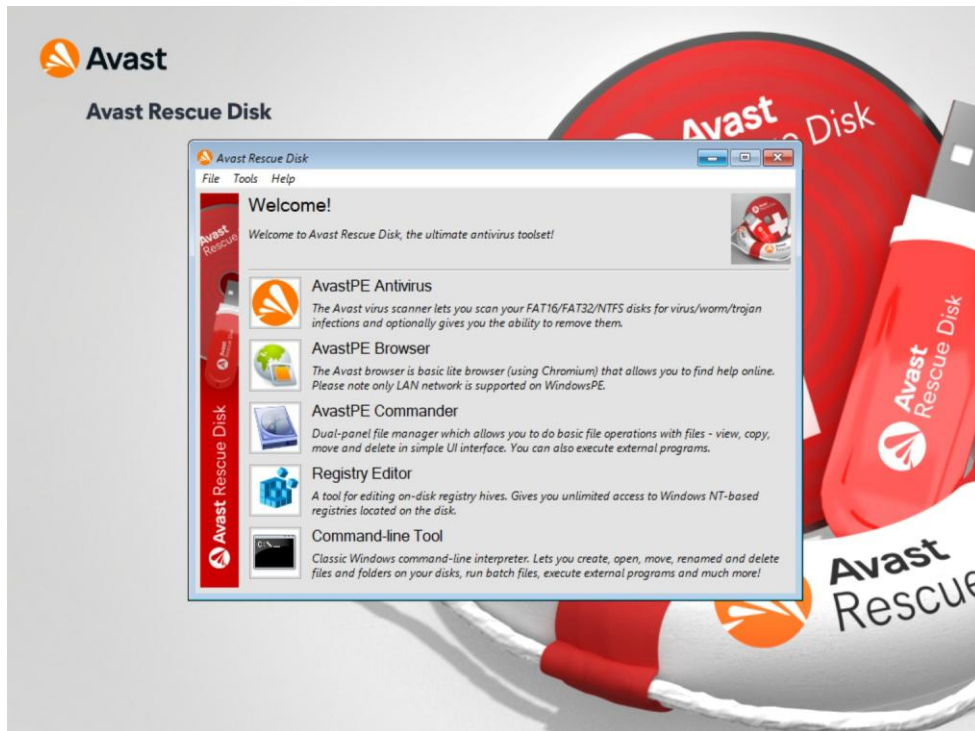 Avast
Avast Rescue Disk
Avast Rescue Disk
File Tools Help
Welcome!
Welcome to Avast Rescue Disk, the ultimate antivirus toolset!
AvastPE Antivirus
The Avast virus scanner lets you scan your FAT16/FAT32/NTFS disks for virus/worm/trojan
infections and optionally gives you the ability to remove them.
AvastPE Browser
The Avast browser is basic lite browser (using Chromium) that allows you to find help online.
Please note only LAN network is supported on WindowsPE.
AvastPE Commander
Dual-panel file manager which allows you to do basic file operations with files - view, copy,
move and delete in simple UI interface. You can also execute external programs.
Registry Editor
A tool for editing on-disk registry hives. Gives you unlimited access to Windows NT-based
registries located on the disk.
Command-line Tool
Classic Windows command-line interpreter. Lets you create, open, move, renamed and delete
files and folders on your disks, run batch files, execute external programs and much more!
Avast Rescue Disk
Avast
Rescue
Avast
Disk
Avast
Rescue Disk
Avast
Rescue